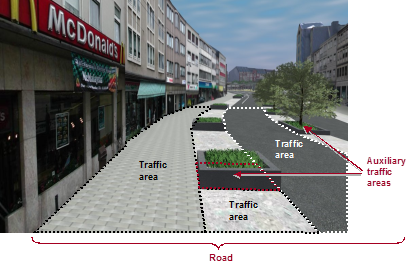 McDonald's
Traffic
area
Traffic
area
Auxiliary
traffic
areas
Traffic
area
Road